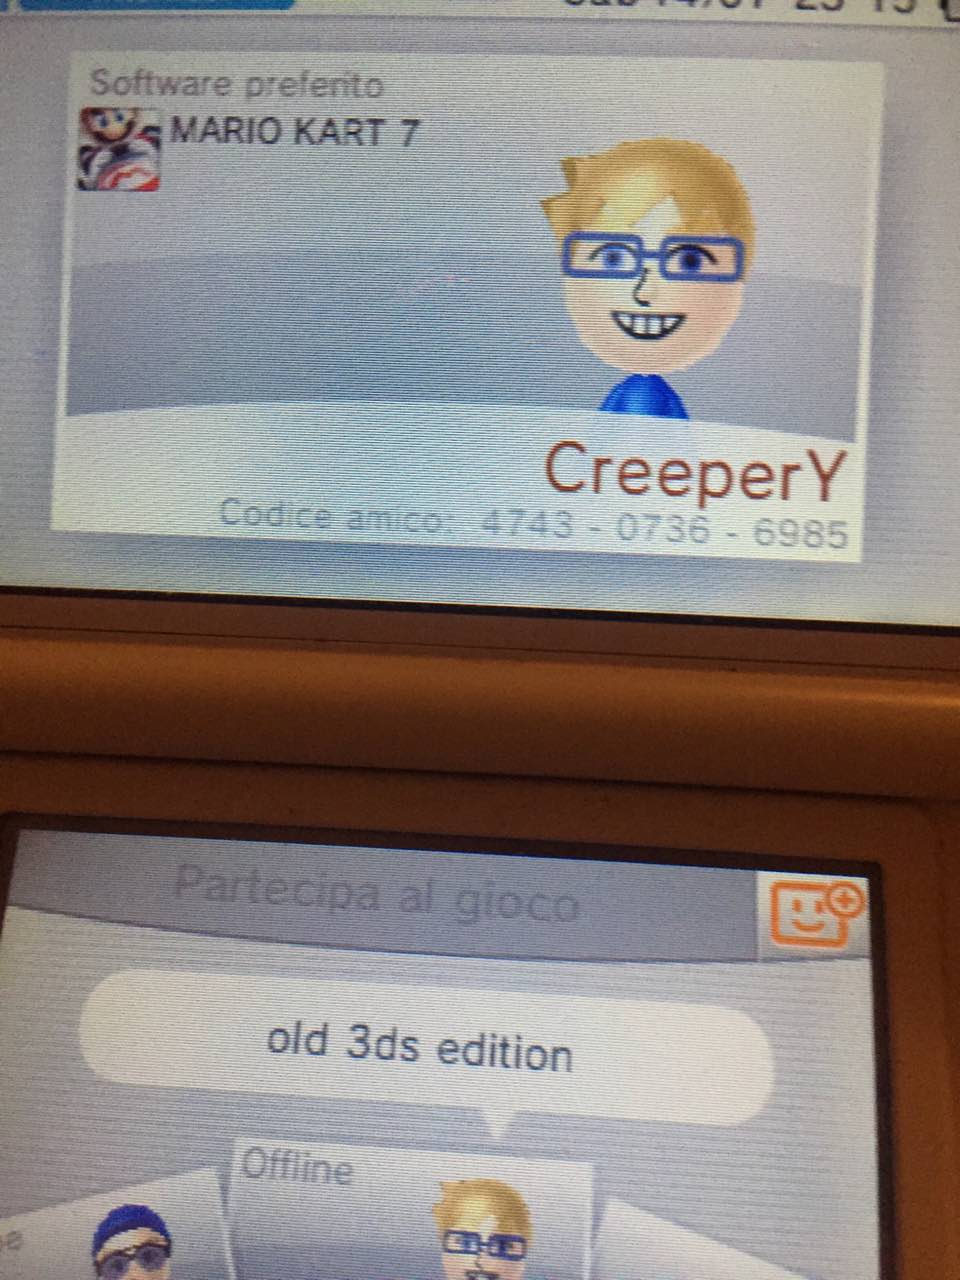 Software preferito
MARIO KART 7
CreeperY
Codice amico: 4743 - 0736 - 6985
Partecipa al gioco
old 3ds edition
Offline